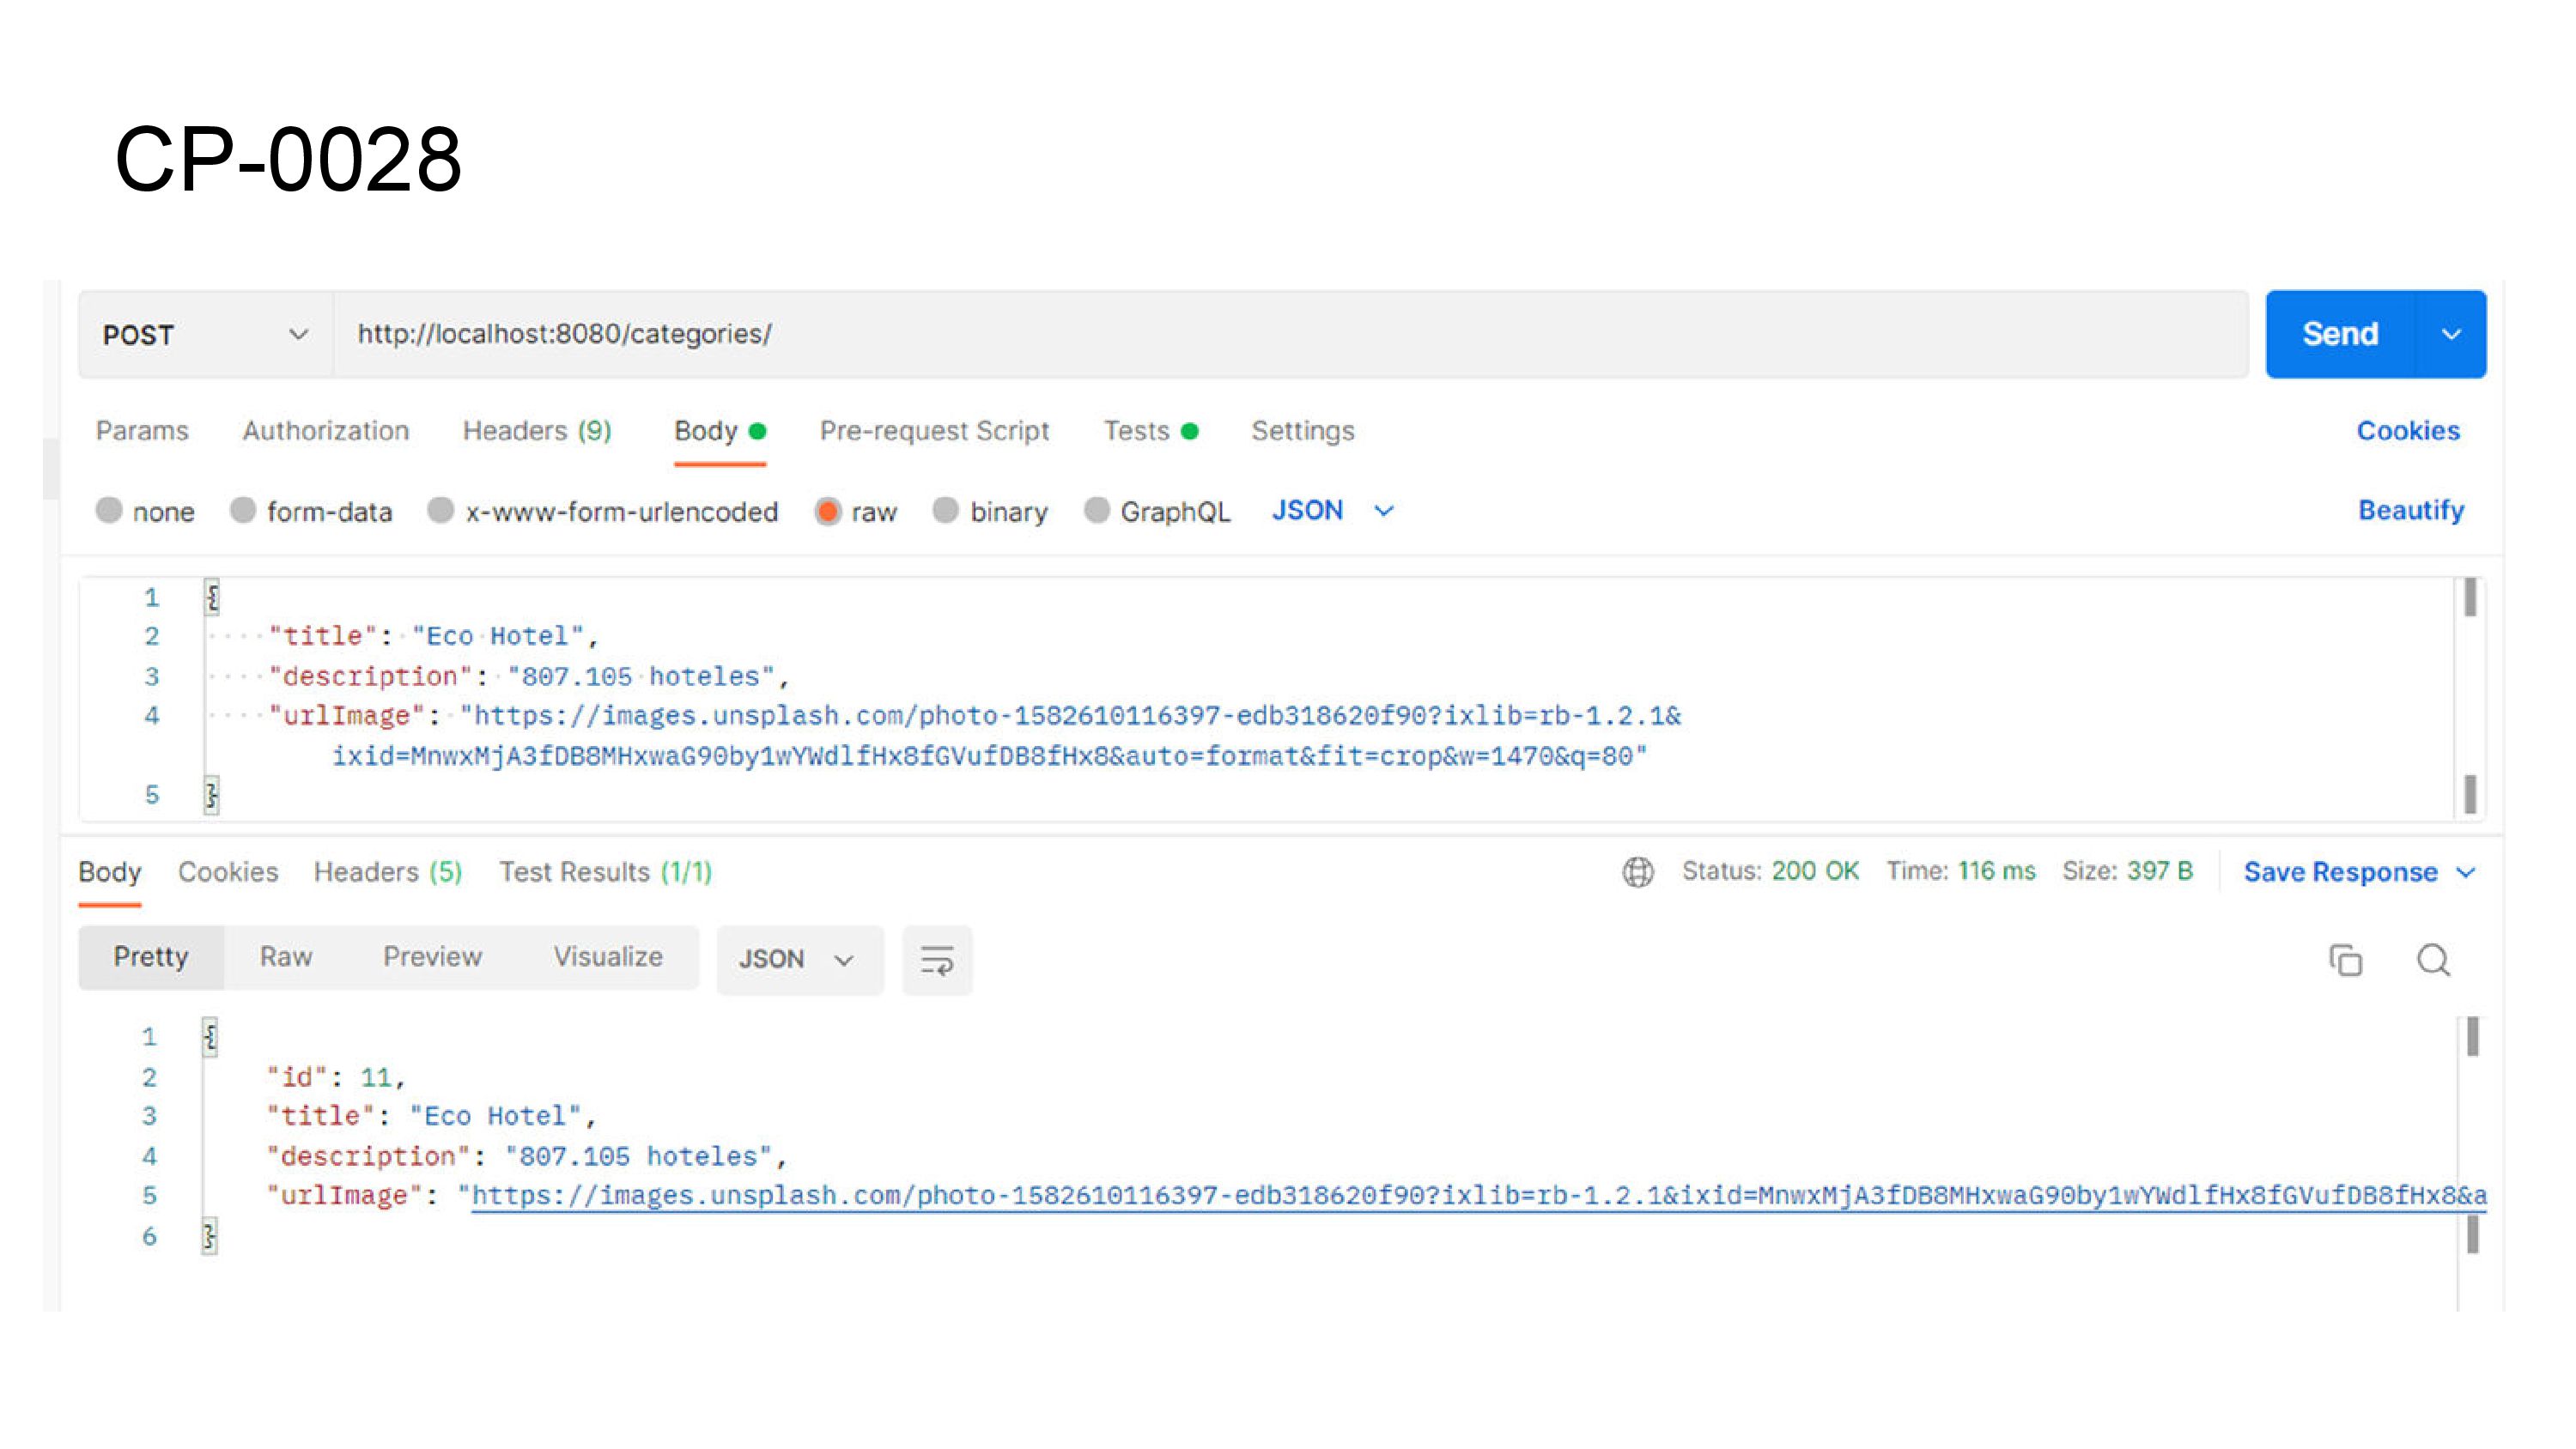 CP-0028
POST http://localhost:8080/categories/ Send
Params Authorization Headers (9) Body Pre-request Script Tests Settings Cookies
none form-data x-www-form-urlencoded raw binary GraphQL JSON Beautify
1 {
2 "title": "Eco Hotel",
3 "description": "807.105 hoteles",
4 "urlImage": "https://images.unsplash.com/photo-1582610116397-edb318620f90?ixlib=rb-1.2.1&
ixid=MnwxMjA3fDB8MHxwaG90by1wYWdlfHx8fGVufDB8fHx8&auto=format&fit=crop&w=1470&q=80"
5 }
Body Cookies Headers (5) Test Results (1/1) Status: 200 OK Time: 116 ms Size: 397 B Save Response
Pretty Raw Preview Visualize JSON
1 {
2 "id": 11,
3 "title": "Eco Hotel",
4 "description": "807.105 hoteles",
5 "urlImage": "https://images.unsplash.com/photo-1582610116397-edb318620f90?ixlib=rb-1.2.1&ixid=MnwxMjA3fDB8MHxwaG90by1wYWdlfHx8fGVufDB8fHx8&a
6 }